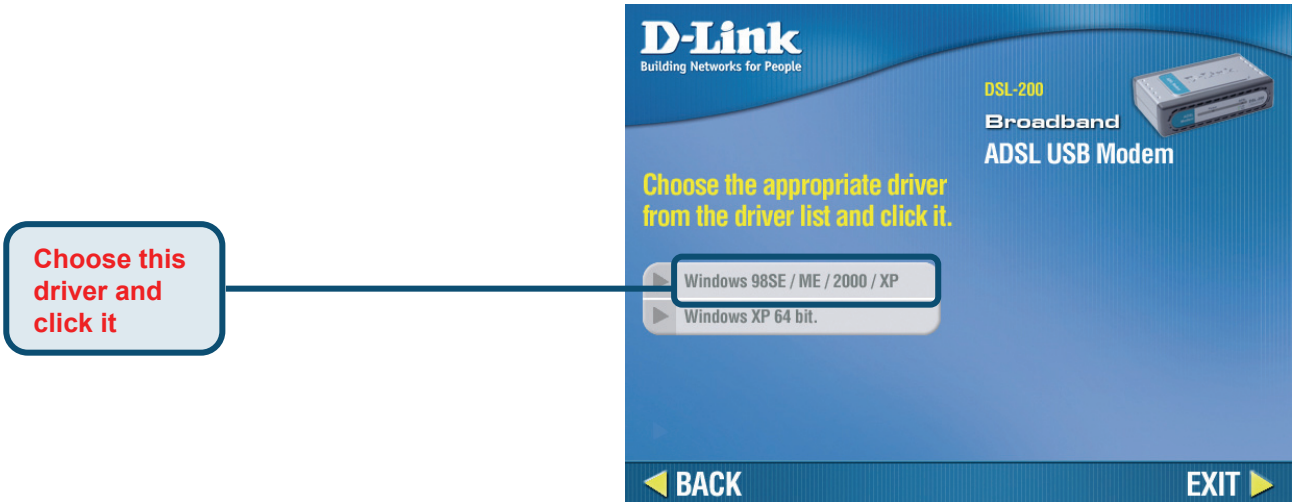 Choose this
driver and
click it
D-Link
Building Networks for People
DSL-200
Broadband
ADSL USB Modem
Choose the appropriate driver
from the driver list and click it.
Windows 98SE / ME / 2000 / XP
Windows XP 64 bit.
BACK
EXIT